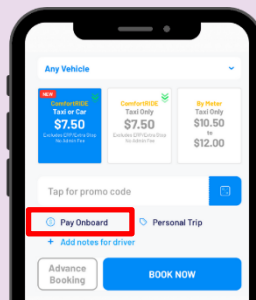 Any Vehicle
NEW
ComfortRIDE
Taxi or Car
$7.50
Excludes ERP/Extra Stop
No Admin Fee
ComfortRIDE
Taxi Only
$7.50
Excludes ERP/Extra Stop
No Admin Fee
By Meter
Taxi Only
$10.50
to
$12.00
Tap for promo code
Pay Onboard
Personal Trip
+ Add notes for driver
Advance
Booking
BOOK NOW